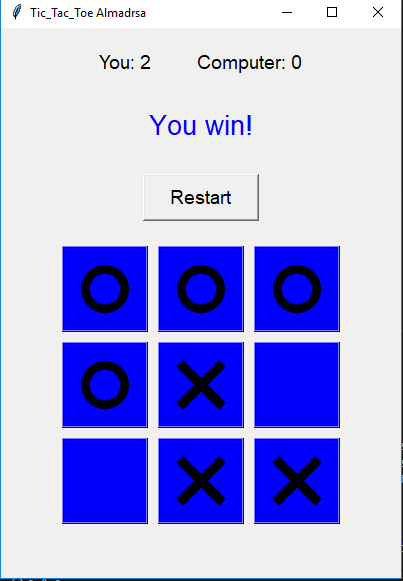 Tic_Tac_Toe Almadrsa
You: 2 Computer: 0
You win!
Restart
O O O
O X
X X